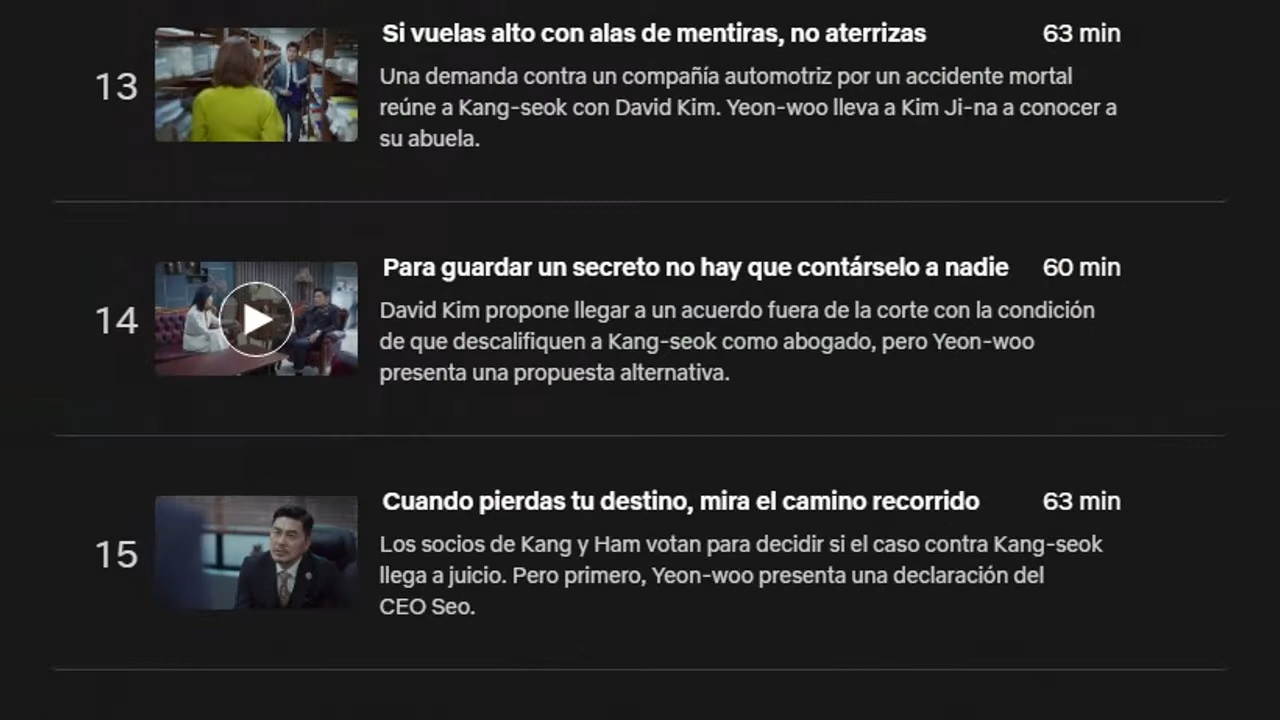 Si vuelas alto con alas de mentiras, no aterrizas 63 min
13
Una demanda contra un compañía automotriz por un accidente mortal
reúne a Kang-seok con David Kim. Yeon-woo lleva a Kim Ji-na a conocer a
su abuela.
Para guardar un secreto no hay que contárselo a nadie 60 min
14
David Kim propone llegar a un acuerdo fuera de la corte con la condición
de que descalifiquen a Kang-seok como abogado, pero Yeon-woo
presenta una propuesta alternativa.
Cuando pierdas tu destino, mira el camino recorrido 63 min
15
Los socios de Kang y Ham votan para decidir si el caso contra Kang-seok
llega a juicio. Pero primero, Yeon-woo presenta una declaración del
CEO Seo.